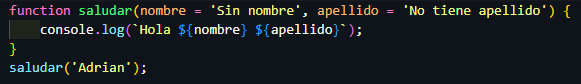 function saludar(nombre = 'Sin nombre', apellido = 'No tiene apellido') {
    console.log(`Hola ${nombre} ${apellido}`);
}
saludar('Adrian');